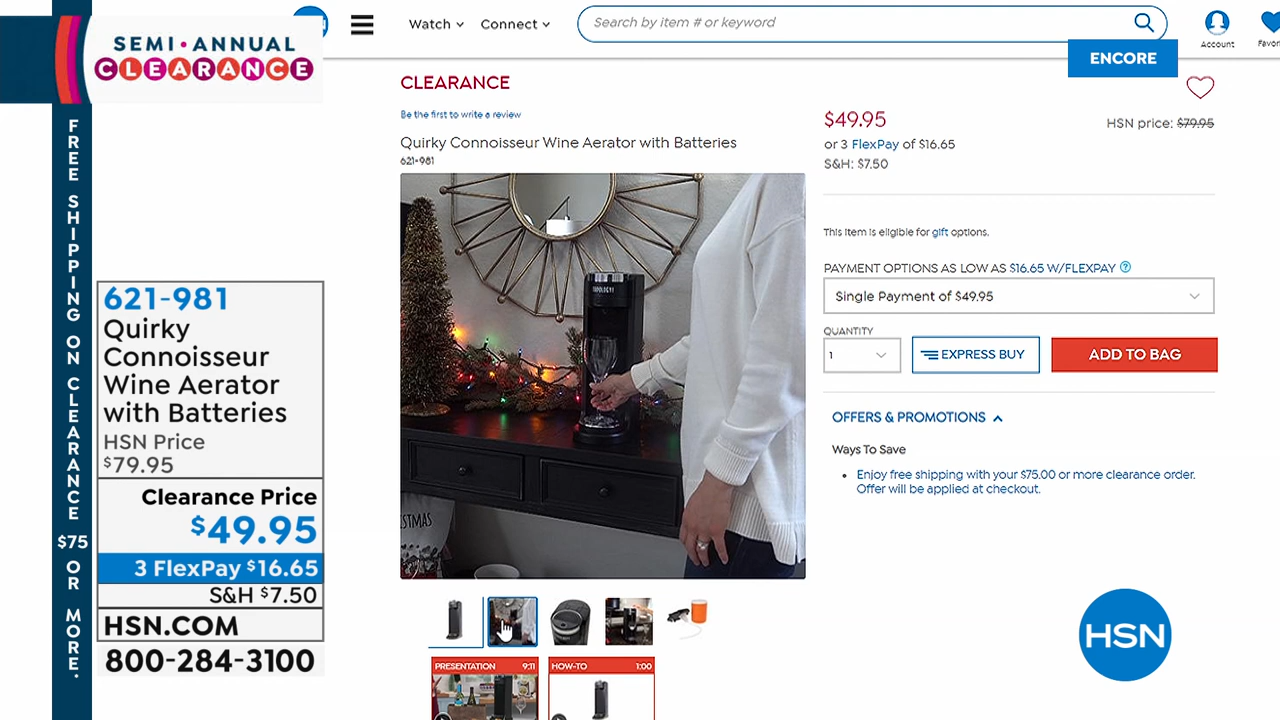 SEMI•ANNUAL
CLEARANCE
FREE SHIPPING ON CLEARANCE $75 OR MORE.
621-981
Quirky
Connoisseur
Wine Aerator
with Batteries
HSN Price
$79.95
Clearance Price
$49.95
3 FlexPay $16.65
S&H $7.50
HSN.COM
800-284-3100
Watch
Connect
Search by item # or keyword
Account
ENCORE
CLEARANCE
Be the first to write a review
Quirky Connoisseur Wine Aerator with Batteries
621-981
$49.95
HSN price: $79.95
or 3 FlexPay of $16.65
S&H: $7.50
This item is eligible for gift options.
PAYMENT OPTIONS AS LOW AS $16.65 W/FLEXPAY ?
Single Payment of $49.95
QUANTITY
1
EXPRESS BUY
ADD TO BAG
OFFERS & PROMOTIONS
Ways To Save
• Enjoy free shipping with your $75.00 or more clearance order.
Offer will be applied at checkout.
PRESENTATION 9:11
HOW-TO 1:00
HSN